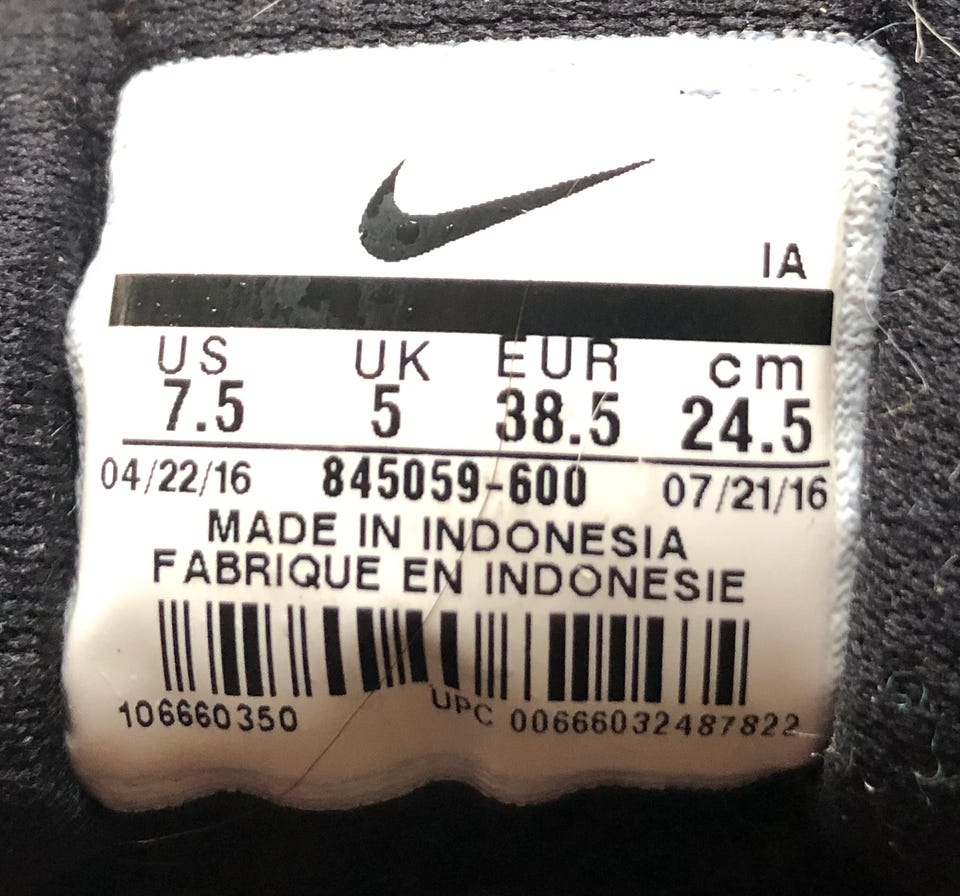 IA
US UK EUR cm
7.5 5 38.5 24.5
04/22/16 845059-600 07/21/16
MADE IN INDONESIA
FABRIQUE EN INDONESIE
106660350 UPC 00666032487822